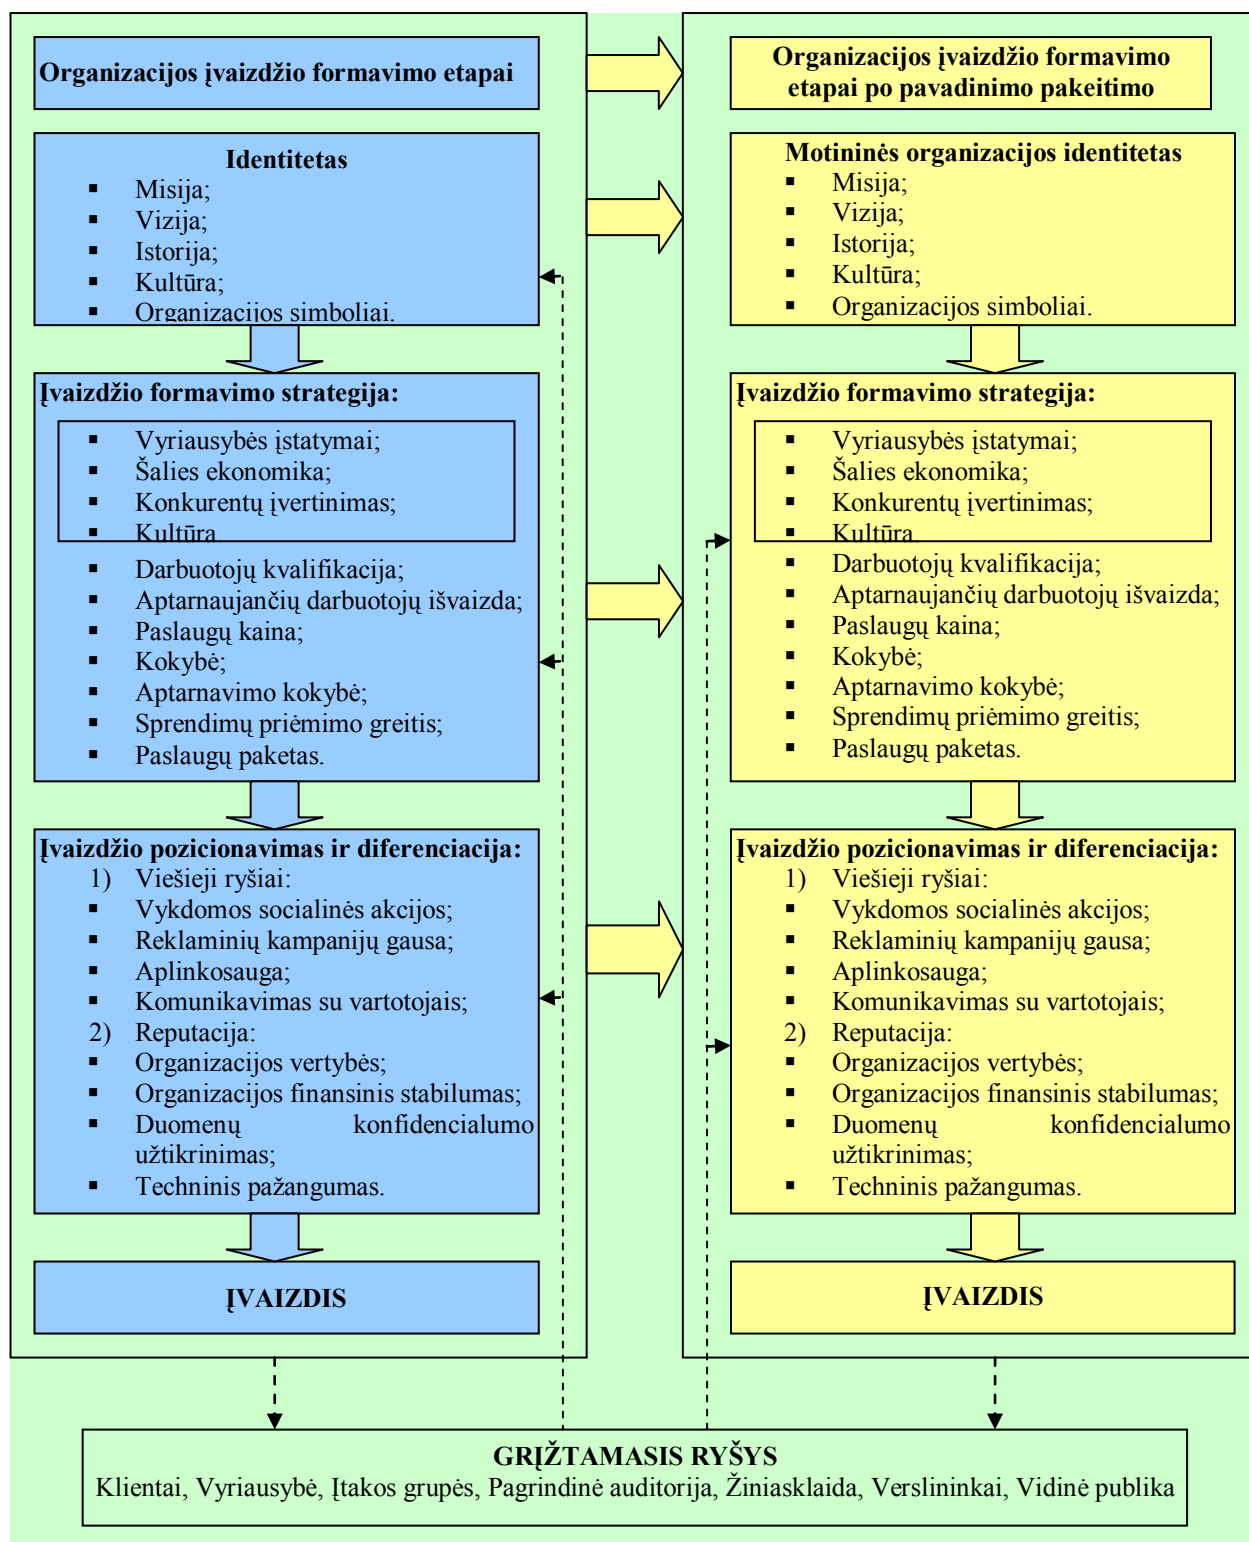 Organizacijos įvaizdžio formavimo etapai
Identitetas
▪ Misija;
▪ Vizija;
▪ Istorija;
▪ Kultūra;
▪ Organizacijos simboliai.
Įvaizdžio formavimo strategija:
▪ Vyriausybės įstatymai;
▪ Šalies ekonomika;
▪ Konkurentų įvertinimas;
▪ Kultūra.
▪ Darbuotojų kvalifikacija;
▪ Aptarnaujančių darbuotojų išvaizda;
▪ Paslaugų kaina;
▪ Kokybė;
▪ Aptarnavimo kokybė;
▪ Sprendimų priėmimo greitis;
▪ Paslaugų paketas.
Įvaizdžio pozicionavimas ir diferenciacija:
1) Viešieji ryšiai:
▪ Vykdomos socialinės akcijos;
▪ Reklaminių kampanijų gausa;
▪ Aplinkosauga;
▪ Komunikavimas su vartotojais;
2) Reputacija:
▪ Organizacijos vertybės;
▪ Organizacijos finansinis stabilumas;
▪ Duomenų konfidencialumo
užtikrinimas;
▪ Techninis pažangumas.
ĮVAIZDIS
Organizacijos įvaizdžio formavimo
etapai po pavadinimo pakeitimo
Motininės organizacijos identitetas
▪ Misija;
▪ Vizija;
▪ Istorija;
▪ Kultūra;
▪ Organizacijos simboliai.
Įvaizdžio formavimo strategija:
▪ Vyriausybės įstatymai;
▪ Šalies ekonomika;
▪ Konkurentų įvertinimas;
▪ Kultūra.
▪ Darbuotojų kvalifikacija;
▪ Aptarnaujančių darbuotojų išvaizda;
▪ Paslaugų kaina;
▪ Kokybė;
▪ Aptarnavimo kokybė;
▪ Sprendimų priėmimo greitis;
▪ Paslaugų paketas.
Įvaizdžio pozicionavimas ir diferenciacija:
1) Viešieji ryšiai:
▪ Vykdomos socialinės akcijos;
▪ Reklaminių kampanijų gausa;
▪ Aplinkosauga;
▪ Komunikavimas su vartotojais;
2) Reputacija:
▪ Organizacijos vertybės;
▪ Organizacijos finansinis stabilumas;
▪ Duomenų konfidencialumo
užtikrinimas;
▪ Techninis pažangumas.
ĮVAIZDIS
GRĮŽTAMASIS RYŠYS
Klientai, Vyriausybė, Įtakos grupės, Pagrindinė auditorija, Žiniasklaida, Verslininkai, Vidinė publika